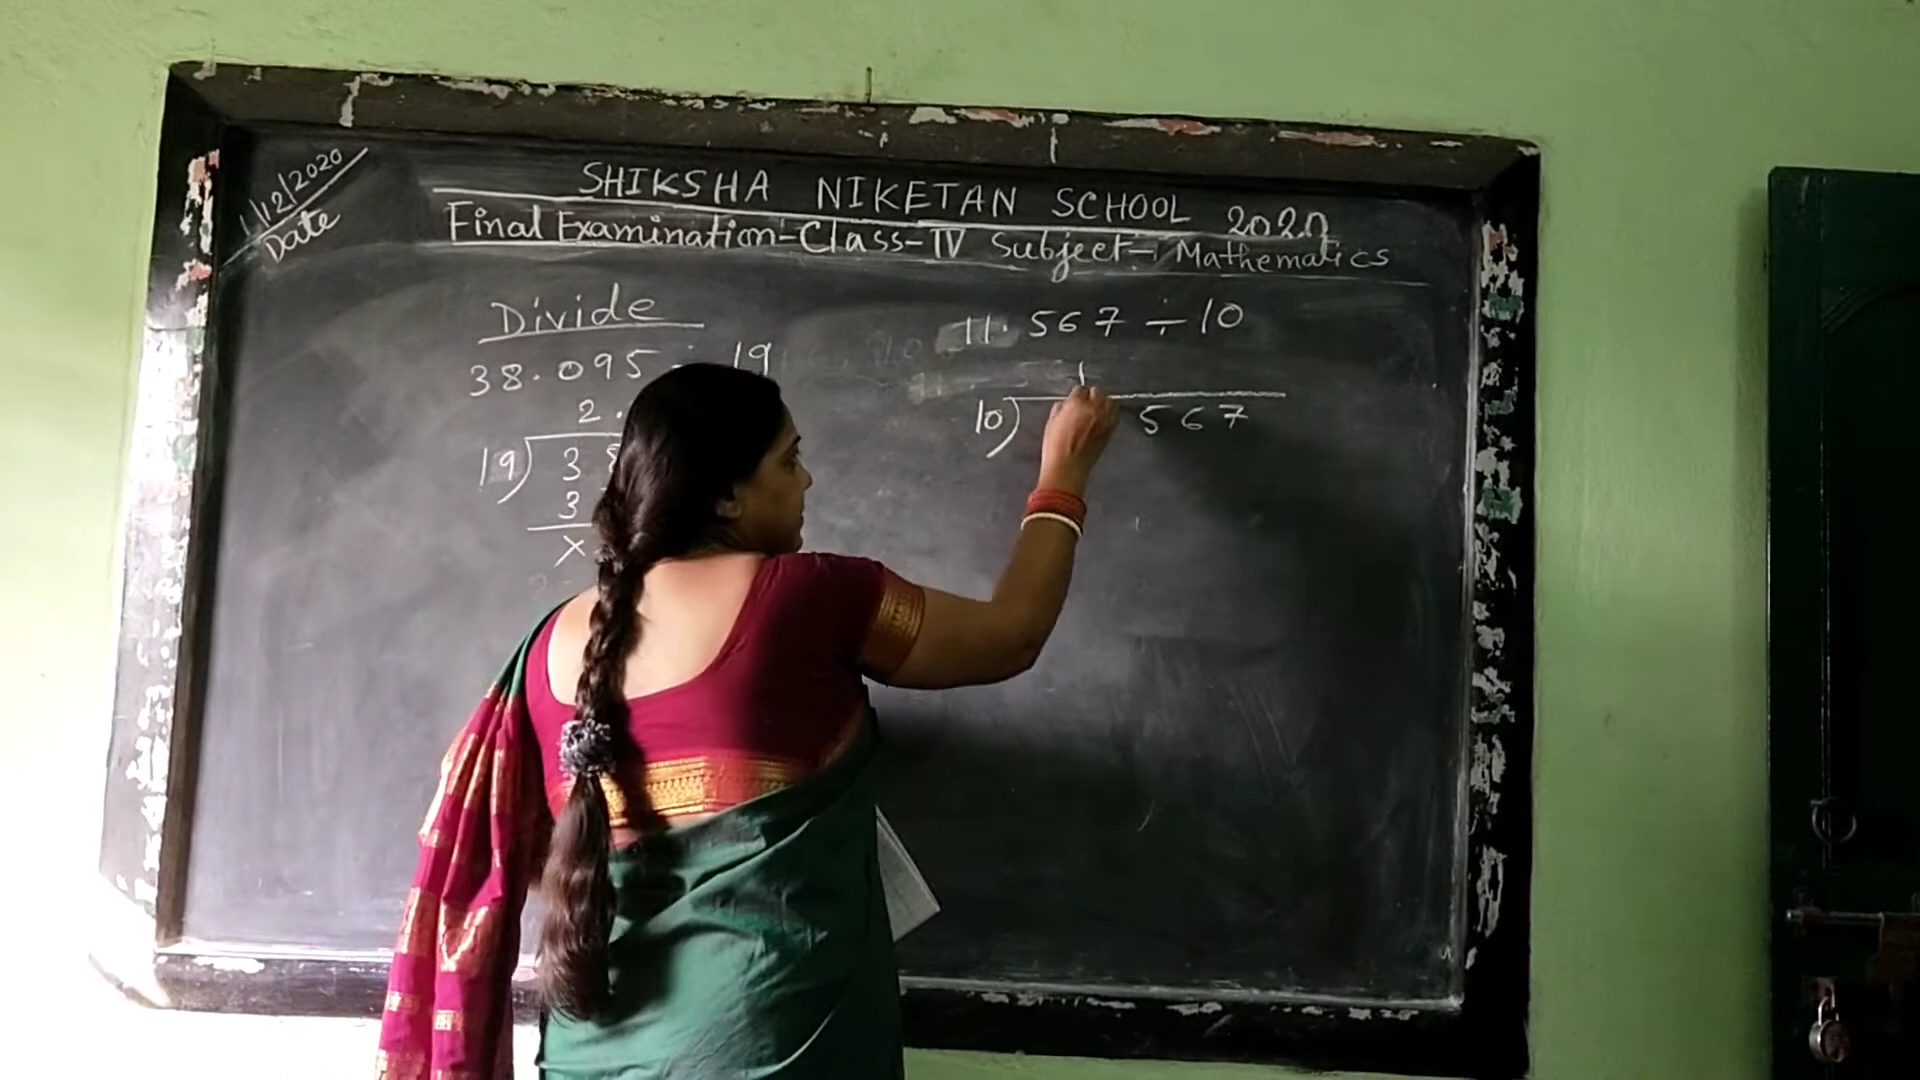 1/12/2020
Date
SHIKSHA NIKETAN SCHOOL 2020
Final Examination-Class-IV Subject-Mathematics
Divide
38.095 ÷ 19
2.
19) 3 8
3
x
11.567 ÷ 10
1
10) 567